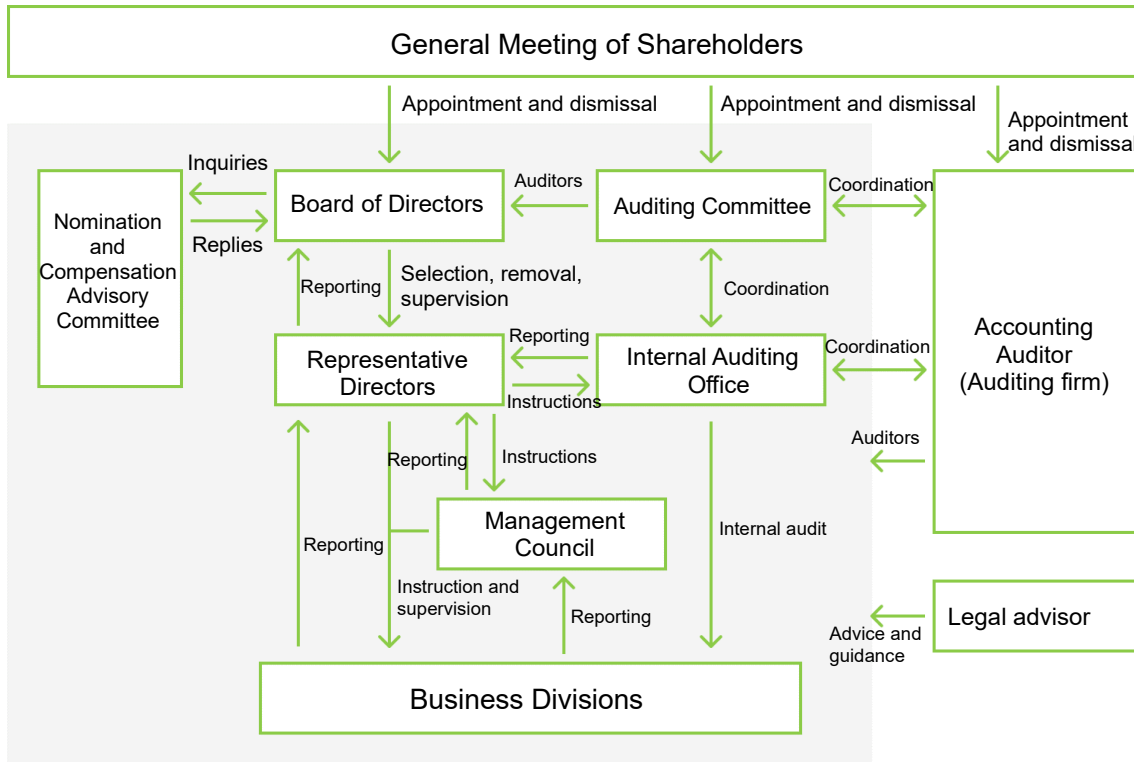 General Meeting of Shareholders
Appointment and dismissal
Appointment and dismissal
Appointment
and dismissal
Inquiries
Replies
Nomination
and
Compensation
Advisory
Committee
Board of Directors
Auditors
Auditing Committee
Coordination
Reporting
Selection, removal,
supervision
Coordination
Representative
Directors
Reporting
Instructions
Internal Auditing
Office
Coordination
Accounting
Auditor
(Auditing firm)
Auditors
Reporting
Instructions
Management
Council
Internal audit
Reporting
Instruction and
supervision
Reporting
Legal advisor
Advice and
guidance
Business Divisions